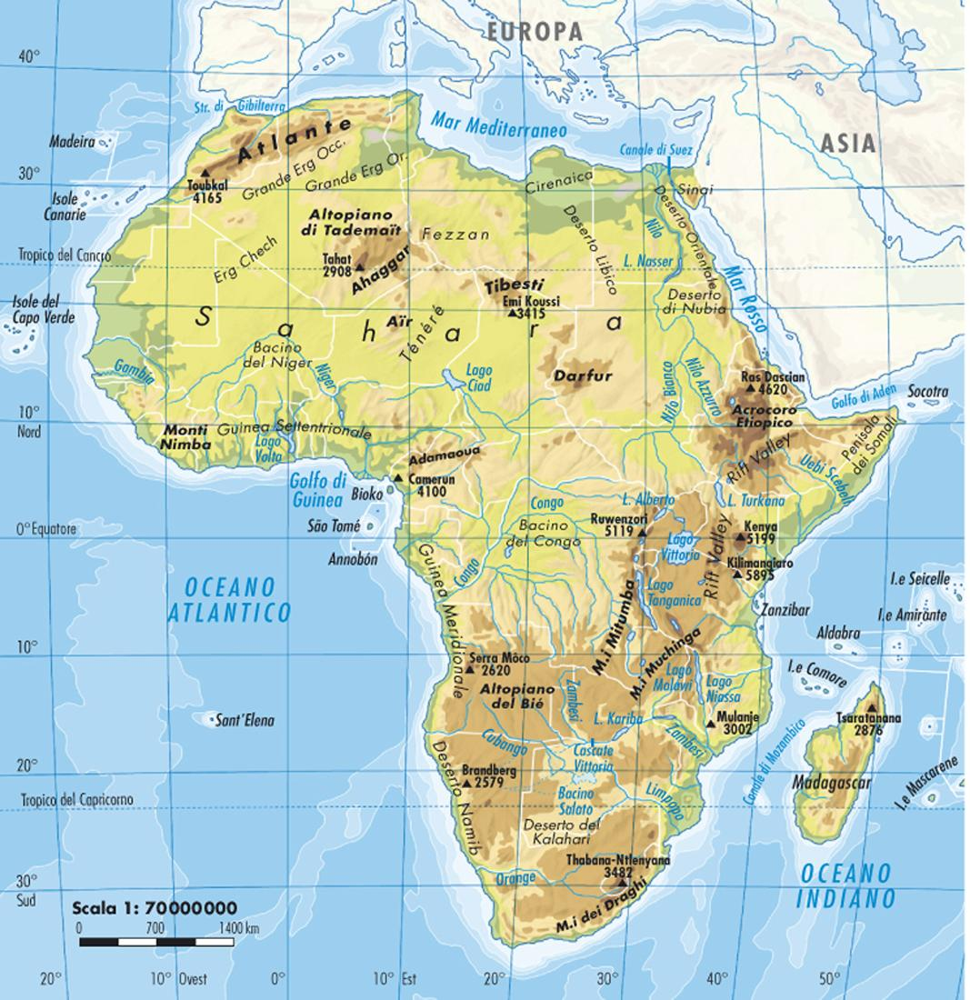 EUROPA
40°
Str. di Gibilterra
Mar Mediterraneo
ASIA
Madeira
Atlante
Canale di Suez
30°
Toubkal
4165
Grande Erg Occ.
Grande Erg Or.
Cirenaica
Sinai
Isole
Canarie
Altopiano
di Tademaït
Fezzan
Deserto Libico
Nilo
Deserto Orientale
Tropico del Cancro
Erg Chech
Tahat
2908
Ahaggar
L. Nasser
Mar Rosso
Tibesti
Emi Koussi
3415
Deserto
di Nubia
Isole del
Capo Verde
Sahara
Aïr
Ténéré
Bacino
del Niger
Niger
Gambia
Lago
Ciad
Darfur
Nilo Bianco
Nilo Azzurro
Ras Dascian
4620
Golfo di Aden
Socotra
10°
Nord
Monti
Nimba
Guinea Settentrionale
Lago
Volta
Acrocoro
Etiopico
Penisola
dei Somali
Adamaoua
Rift Valley
Uebi Scebeli
Golfo di
Guinea
Bioko
Camerun
4100
Congo
L. Alberto
L. Turkana
São Tomé
Ruwenzori
5119
0° Equatore
Bacino
del Congo
Kenya
5199
Lago
Vittoria
Annobón
Rift Valley
Kilimangiaro
5895
Congo
Guinea Meridionale
OCEANO
ATLANTICO
Lago
Tanganica
I.e Seicelle
Zanzibar
I.e Amirante
M.i Mitumba
Aldabra
10°
M.i Muchinga
Serra Môco
2620
Lago
Malawi
Lago
Niassa
I.e Comore
Altopiano
del Bié
Zambesi
Sant'Elena
L. Kariba
Mulanje
3002
Tsaratanana
2876
Cubango
Zambesi
Cascate
Vittoria
Canale di Mozambico
20°
Brandberg
2579
Madagascar
I.e Mascarene
Bacino
Salato
Limpopo
Tropico del Capricorno
Deserto Namib
Deserto del
Kalahari
Thabana-Ntlenyana
3482
Orange
OCEANO
INDIANO
30°
Sud
M.i dei Draghi
Scala 1: 70000000
0 700 1400 km
20° 10° Ovest 0° 10° Est 20° 30° 40° 50°